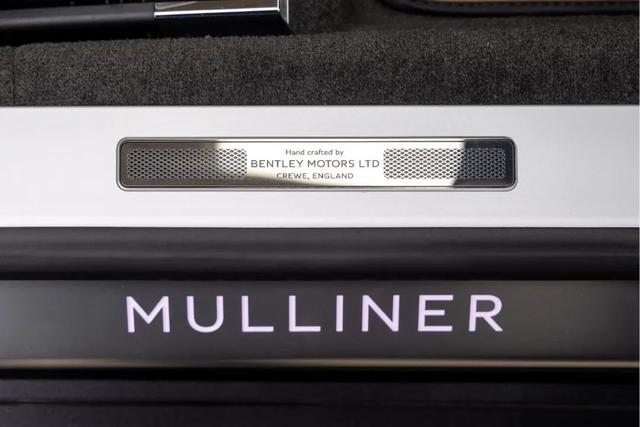 Hand crafted by
BENTLEY MOTORS LTD
CREWE, ENGLAND
MULLINER